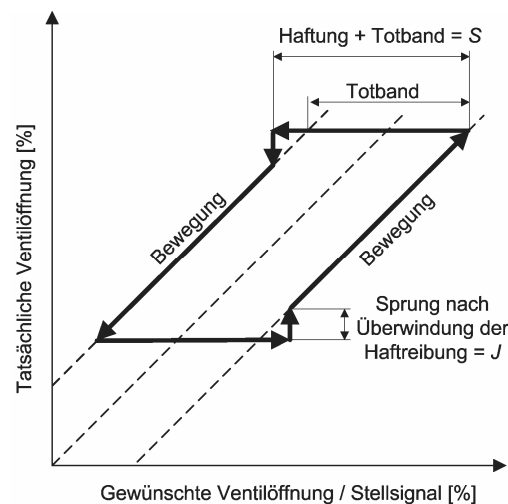 Haftung + Totband = S
Totband
Tatsächliche Ventilöffnung [%]
Bewegung
Bewegung
Sprung nach
Überwindung der
Haftreibung = J
Gewünschte Ventilöffnung / Stellsignal [%]